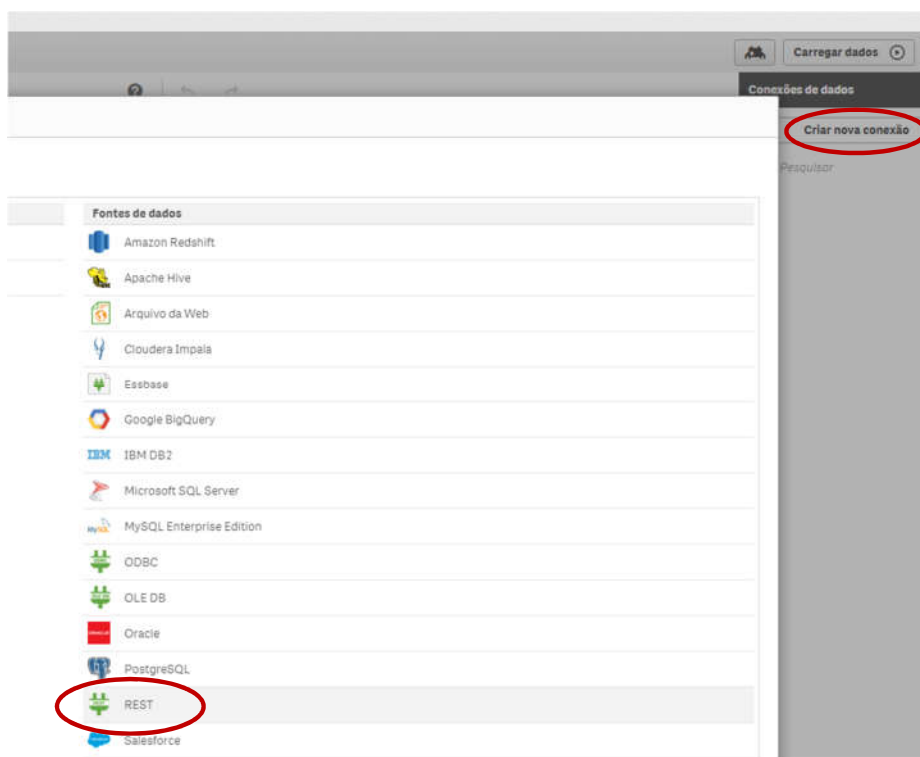 Carregar dados
Conexões de dados
Criar nova conexão
Pesquisar
Fontes de dados
Amazon Redshift
Apache Hive
Arquivo da Web
Cloudera Impala
Essbase
Google BigQuery
IBM IBM DB2
Microsoft SQL Server
MySQL MySQL Enterprise Edition
ODBC
OLE DB
Oracle
PostgreSQL
REST
Salesforce